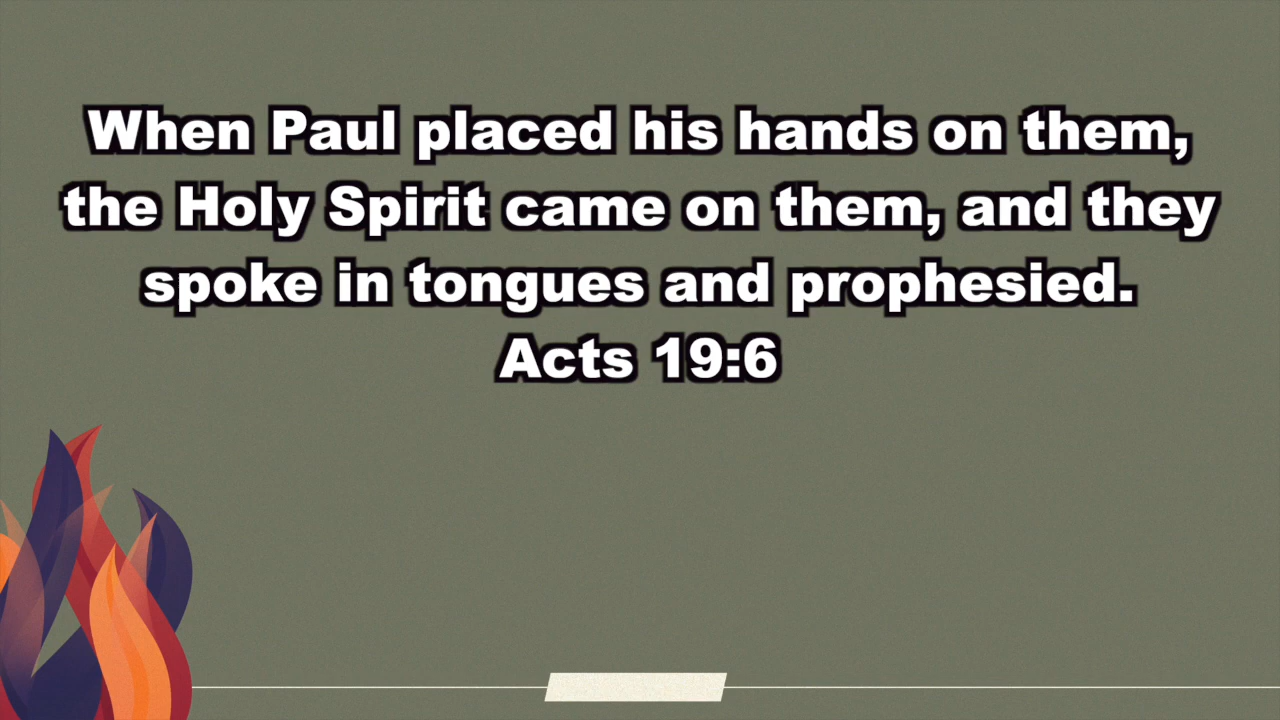 When Paul placed his hands on them,
the Holy Spirit came on them, and they
spoke in tongues and prophesied.
Acts 19:6